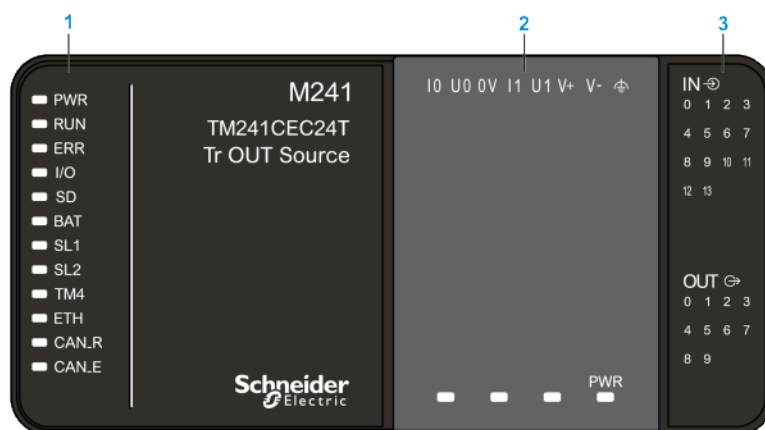 1
2
3
PWR
RUN
ERR
I/O
SD
BAT
SL1
SL2
TM4
ETH
CAN_R
CAN_E
M241
TM241CEC24T
Tr OUT Source
Schneider
Electric
I0 U0 0V I1 U1 V+ V-
PWR
IN
0 1 2 3
4 5 6 7
8 9 10 11
12 13
OUT
0 1 2 3
4 5 6 7
8 9